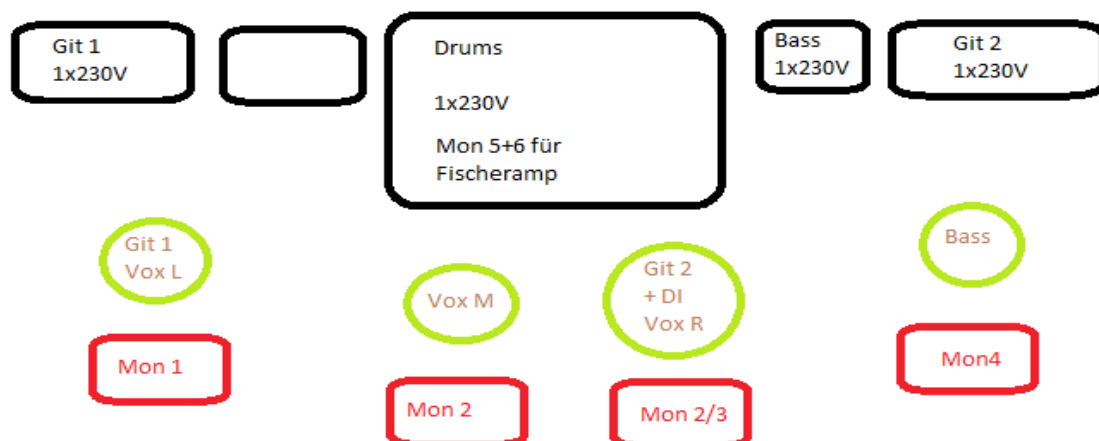 Git 1
1x230V
Drums
1x230V
Mon 5+6 für
Fischeramp
Bass
1x230V
Git 2
1x230V
Git 1
Vox L
Vox M
Git 2
+ DI
Vox R
Bass
Mon 1
Mon 2
Mon 2/3
Mon4